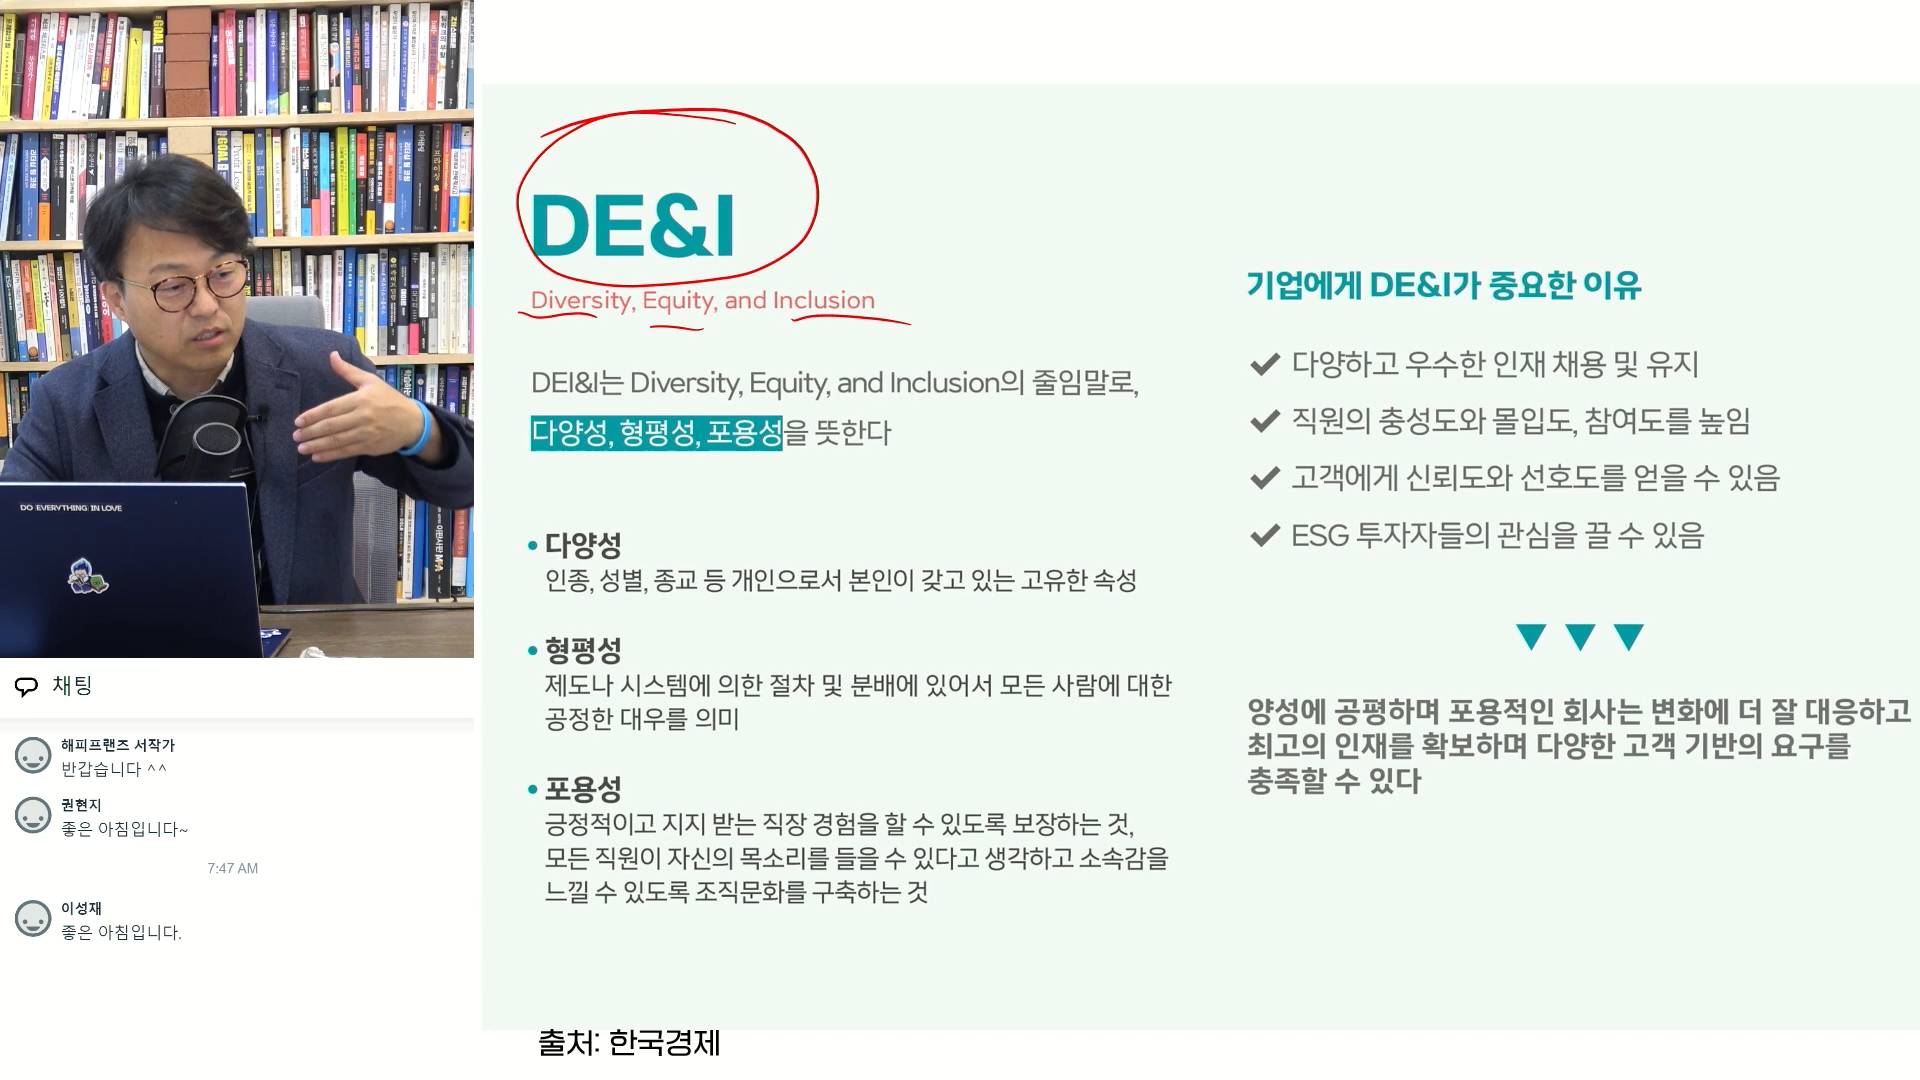 DO EVERYTHING IN LOVE
채팅
해피프랜즈 서작가
반갑습니다 ^^
권현지
좋은 아침입니다~
7:47 AM
이성재
좋은 아침입니다.
DE&I
Diversity, Equity, and Inclusion
DEI&I는 Diversity, Equity, and Inclusion의 줄임말로,
다양성, 형평성, 포용성을 뜻한다
• 다양성
인종, 성별, 종교 등 개인으로서 본인이 갖고 있는 고유한 속성
• 형평성
제도나 시스템에 의한 절차 및 분배에 있어서 모든 사람에 대한
공정한 대우를 의미
• 포용성
긍정적이고 지지 받는 직장 경험을 할 수 있도록 보장하는 것,
모든 직원이 자신의 목소리를 들을 수 있다고 생각하고 소속감을
느낄 수 있도록 조직문화를 구축하는 것
기업에게 DE&I가 중요한 이유
✔ 다양하고 우수한 인재 채용 및 유지
✔ 직원의 충성도와 몰입도, 참여도를 높임
✔ 고객에게 신뢰도와 선호도를 얻을 수 있음
✔ ESG 투자자들의 관심을 끌 수 있음
양성에 공평하며 포용적인 회사는 변화에 더 잘 대응하고
최고의 인재를 확보하며 다양한 고객 기반의 요구를
충족할 수 있다
출처: 한국경제